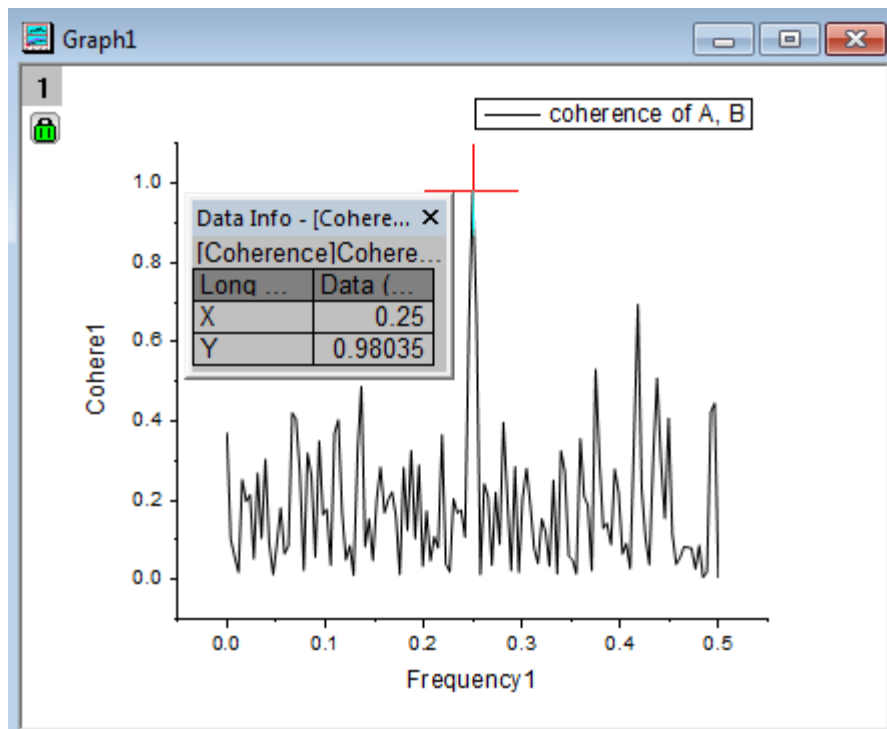 Graph1
1
coherence of A, B
Data Info - [Cohere... ×
[Coherence]Cohere...
Long ... Data (...
X 0.25
Y 0.98035
1.0
0.8
0.6
0.4
0.2
0.0
Cohere1
0.0 0.1 0.2 0.3 0.4 0.5
Frequency1